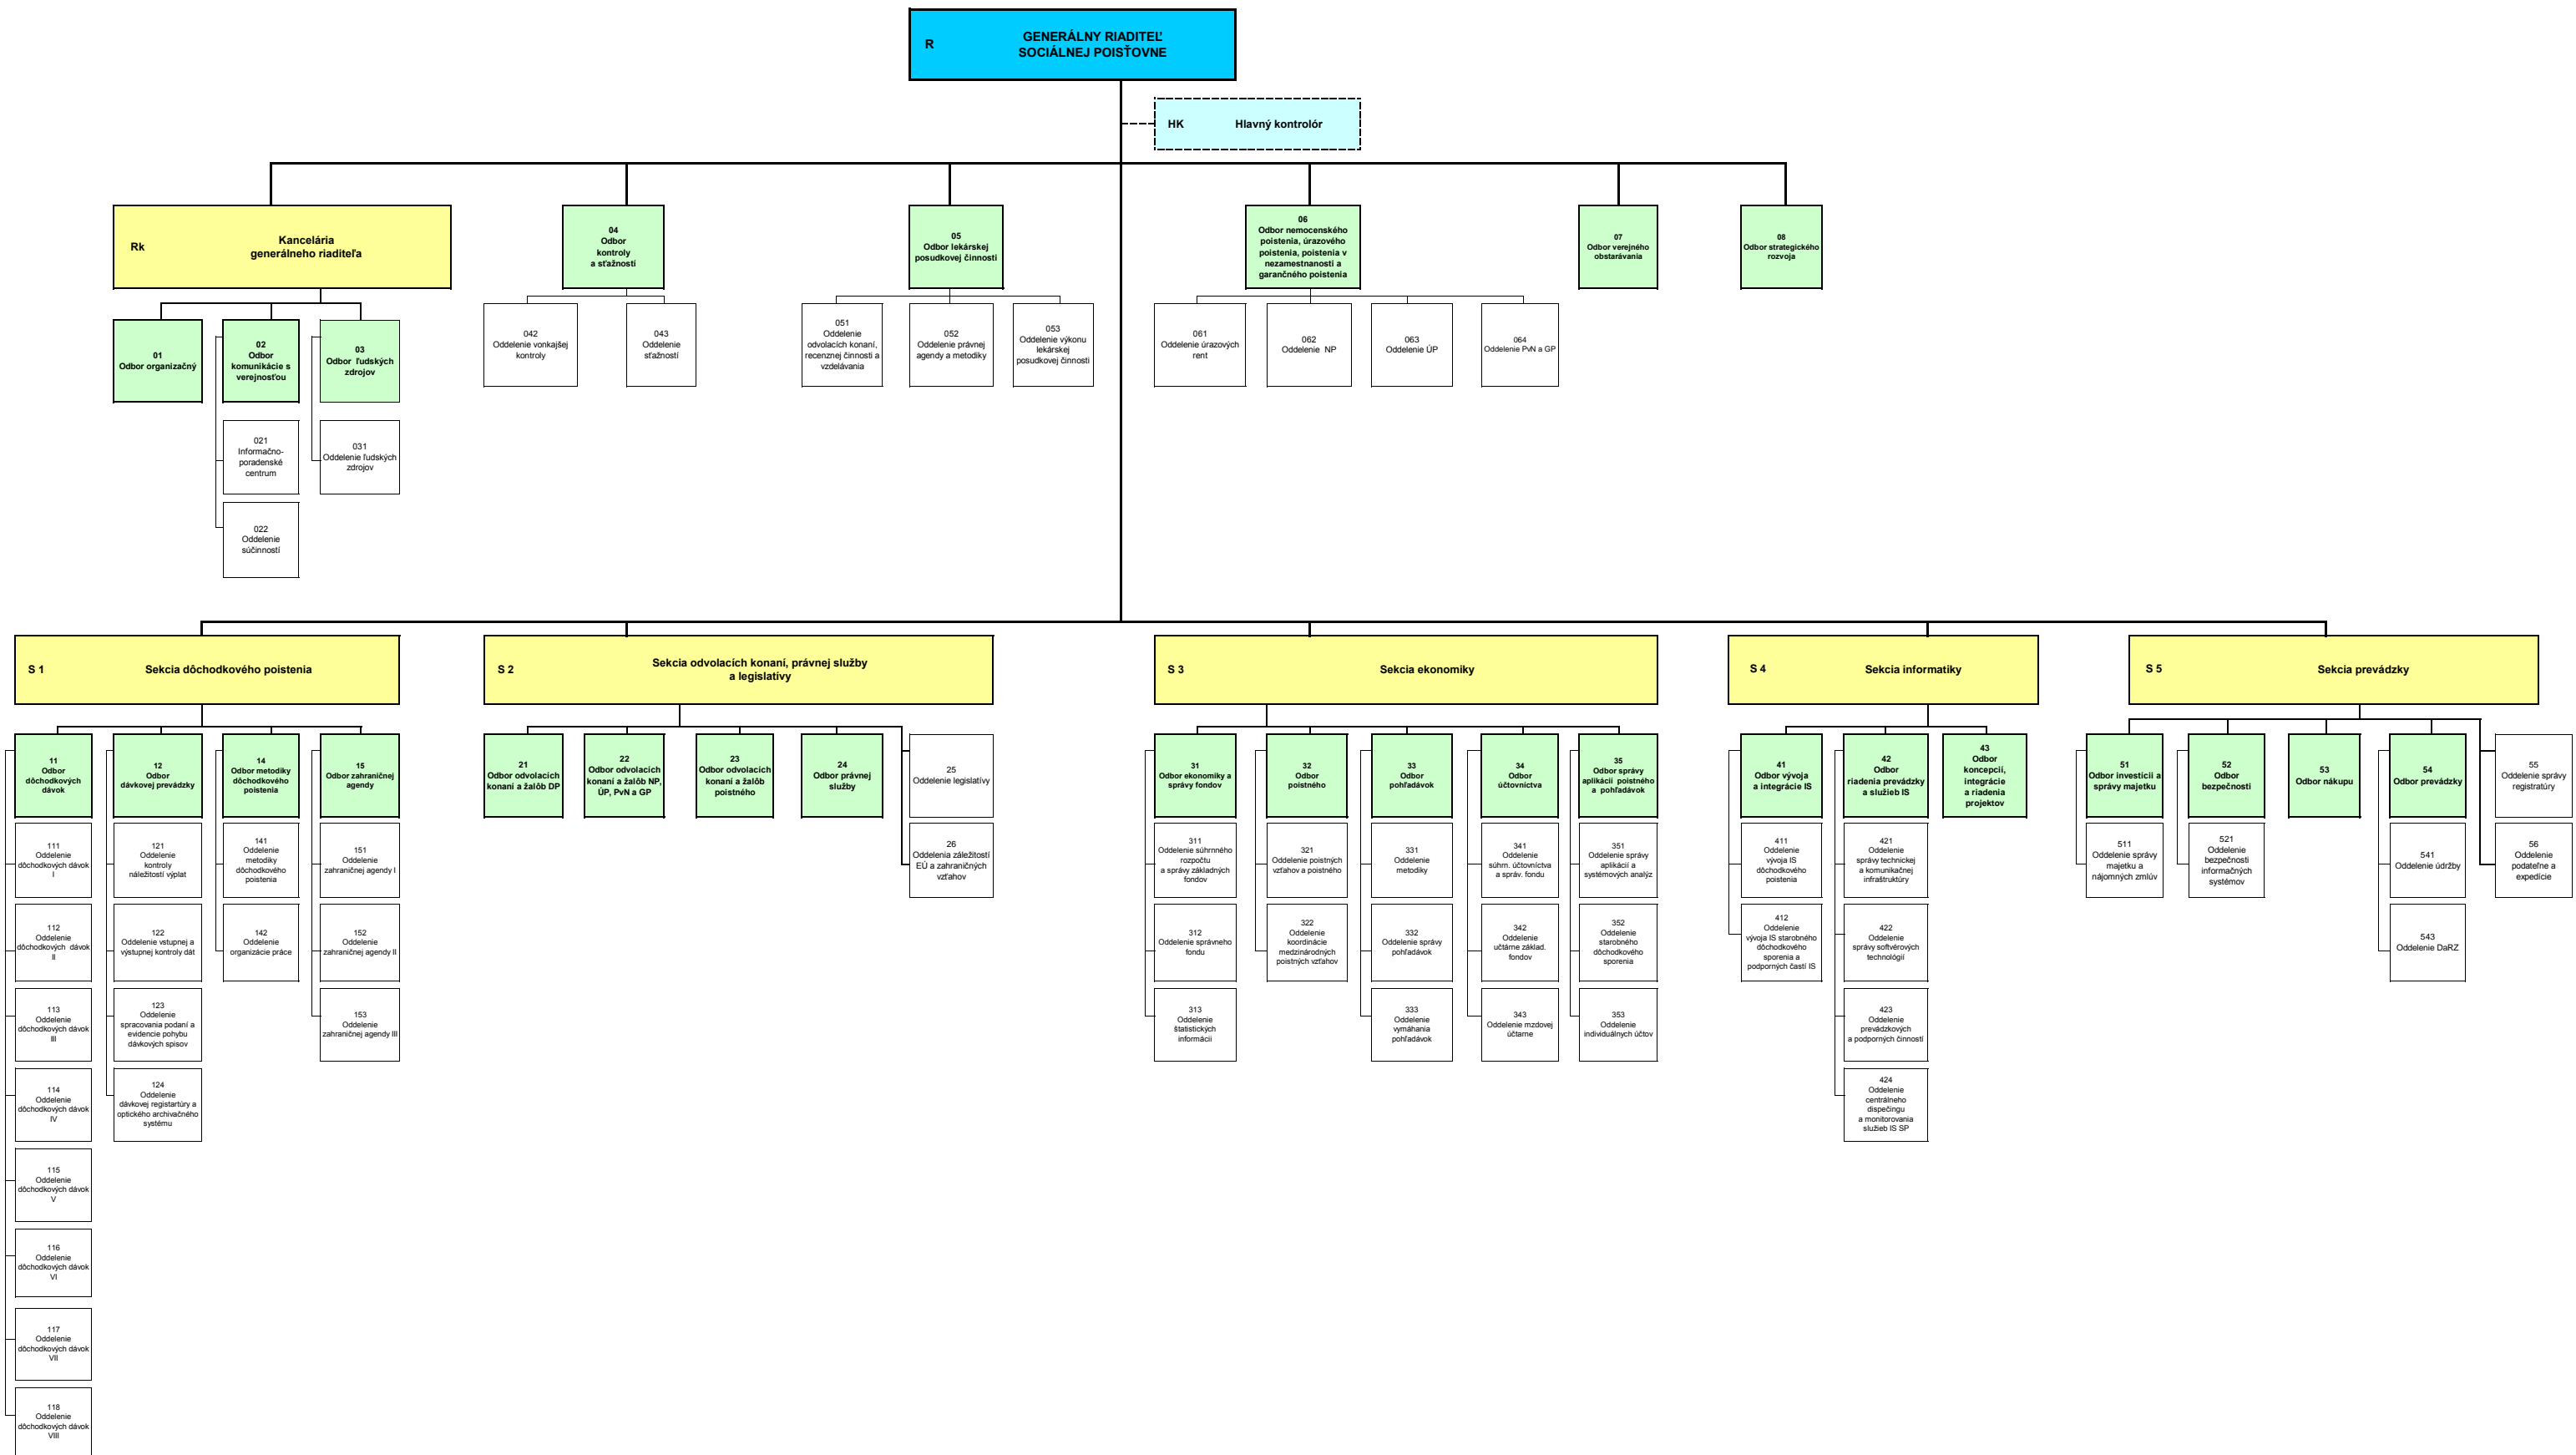 R
GENERÁLNY RIADITEĽ
SOCIÁLNEJ POISŤOVNE
HK Hlavný kontrolór
Rk
Kancelária
generálneho riaditeľa
04
Odbor
kontroly
a sťažností
05
Odbor lekárskej
posudkovej činnosti
06
Odbor nemocenského
poistenia, úrazového
poistenia, poistenia v
nezamestnanosti a
garančného poistenia
07
Odbor verejného
obstarávania
08
Odbor strategického
rozvoja
01
Odbor organizačný
02
Odbor
komunikácie s
verejnosťou
03
Odbor ľudských
zdrojov
042
Oddelenie vonkajšej
kontroly
043
Oddelenie
sťažností
051
Oddelenie
odvolacích konaní,
recenznej činnosti a
vzdelávania
052
Oddelenie právnej
agendy a metodiky
053
Oddelenie výkonu
lekárskej
posudkovej činnosti
061
Oddelenie úrazových
rent
062
Oddelenie NP
063
Oddelenie ÚP
064
Oddelenie PvN a GP
021
Informačno-
poradenské
centrum
031
Oddelenie ľudských
zdrojov
022
Oddelenie
súčinností
S 1 Sekcia dôchodkového poistenia
S 2
Sekcia odvolacích konaní, právnej služby
a legislatívy
S 3 Sekcia ekonomiky
S 4 Sekcia informatiky
S 5 Sekcia prevádzky
11
Odbor
dôchodkových
dávok
12
Odbor
dávkovej prevádzky
14
Odbor metodiky
dôchodkového
poistenia
15
Odbor zahraničnej
agendy
21
Odbor odvolacích
konaní a žalôb DP
22
Odbor odvolacích
konaní a žalôb NP,
ÚP, PvN a GP
23
Odbor odvolacích
konaní a žalôb
poistného
24
Odbor právnej
služby
25
Oddelenie legislatívy
31
Odbor ekonomiky a
správy fondov
32
Odbor
poistného
33
Odbor
pohľadávok
34
Odbor
účtovníctva
35
Odbor správy
aplikácií poistného
a pohľadávok
41
Odbor vývoja
a integrácie IS
42
Odbor
riadenia prevádzky
a služieb IS
43
Odbor
koncepcií,
integrácie
a riadenia
projektov
51
Odbor investícií a
správy majetku
52
Odbor
bezpečnosti
53
Odbor nákupu
54
Odbor prevádzky
55
Oddelenie správy
registratúry
111
Oddelenie
dôchodkových dávok
I
121
Oddelenie
kontroly
náležitostí výplat
141
Oddelenie
metodiky
dôchodkového
poistenia
151
Oddelenie
zahraničnej agendy I
26
Oddelenia záležitostí
EÚ a zahraničných
vzťahov
311
Oddelenie súhrnného
rozpočtu
a správy základných
fondov
321
Oddelenie poistných
vzťahov a poistného
331
Oddelenie
metodiky
341
Oddelenie
súhrn. účtovníctva
a správ. fondu
351
Oddelenie správy
aplikácií a
systémových analýz
411
Oddelenie
vývoja IS
dôchodkového
poistenia
421
Oddelenie
správy technickej
a komunikačnej
infraštruktúry
511
Oddelenie správy
majetku a
nájomných zmlúv
521
Oddelenie
bezpečnosti
informačných
systémov
541
Oddelenie údržby
56
Oddelenie
podateľne a
expedície
112
Oddelenie
dôchodkových dávok
II
122
Oddelenie vstupnej a
výstupnej kontroly dát
142
Oddelenie
organizácie práce
152
Oddelenie
zahraničnej agendy II
312
Oddelenie správneho
fondu
322
Oddelenie
koordinácie
medzinárodných
poistných vzťahov
332
Oddelenie správy
pohľadávok
342
Oddelenie
učtárne základ.
fondov
352
Oddelenie
starobného
dôchodkového
sporenia
412
Oddelenie
vývoja IS starobného
dôchodkového
sporenia a
podporných častí IS
422
Oddelenie
správy softvérových
technológií
543
Oddelenie DaRZ
113
Oddelenie
dôchodkových dávok
III
123
Oddelenie
spracovania podaní a
evidencie pohybu
dávkových spisov
153
Oddelenie
zahraničnej agendy III
313
Oddelenie
štatistických
informácií
333
Oddelenie
vymáhania
pohľadávok
343
Oddelenie mzdovej
účtarne
353
Oddelenie
individuálnych účtov
423
Oddelenie
prevádzkových
a podporných činností
114
Oddelenie
dôchodkových dávok
IV
124
Oddelenie
dávkovej registartúry a
optického archivačného
systému
424
Oddelenie
centrálneho
dispečingu
a monitorovania
služieb IS SP
115
Oddelenie
dôchodkových dávok
V
116
Oddelenie
dôchodkových dávok
VI
117
Oddelenie
dôchodkových dávok
VII
118
Oddelenie
dôchodkových dávok
VIII